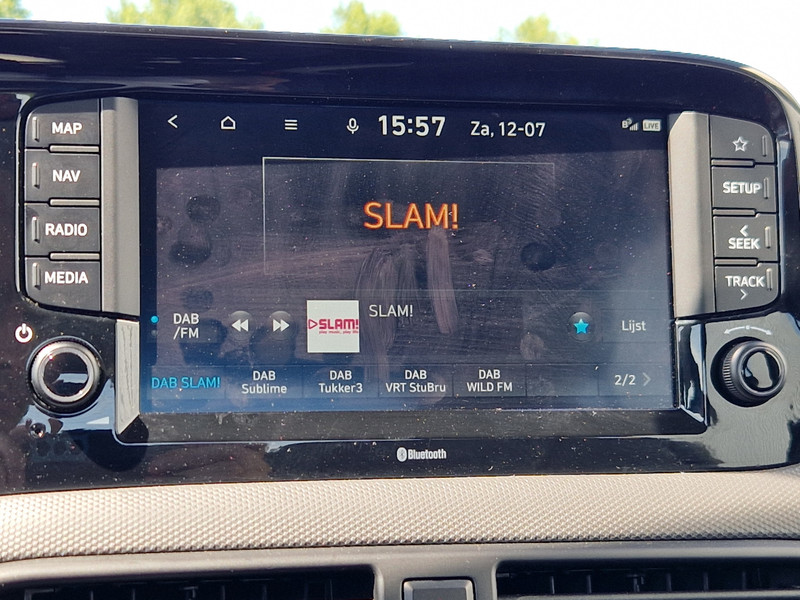 15:57
Za, 12-07
LIVE
MAP
NAV
RADIO
MEDIA
SETUP
SEEK
TRACK
SLAM!
SLAM!
DAB
/FM
SLAM!
Lijst
DAB SLAM!
DAB
Sublime
DAB
Tukker3
DAB
VRT StuBru
DAB
WILD FM
2/2
Bluetooth